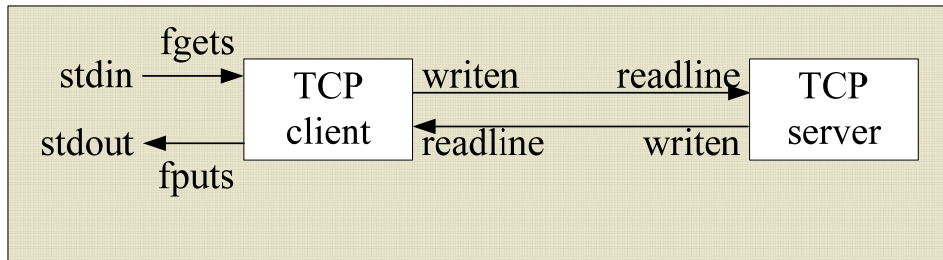 fgets
stdin
TCP
client
writen
readline
TCP
server
stdout
readline
writen
fputs